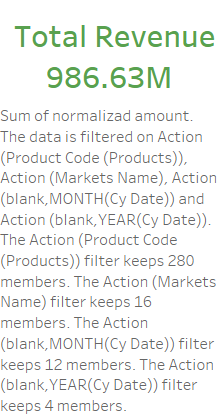 Total Revenue
986.63M
Sum of normalizad amount.
The data is filtered on Action
(Product Code (Products)),
Action (Markets Name), Action
(blank,MONTH(Cy Date)) and
Action (blank,YEAR(Cy Date)).
The Action (Product Code
(Products)) filter keeps 280
members. The Action (Markets
Name) filter keeps 16
members. The Action
(blank,MONTH(Cy Date)) filter
keeps 12 members. The Action
(blank,YEAR(Cy Date)) filter
keeps 4 members.